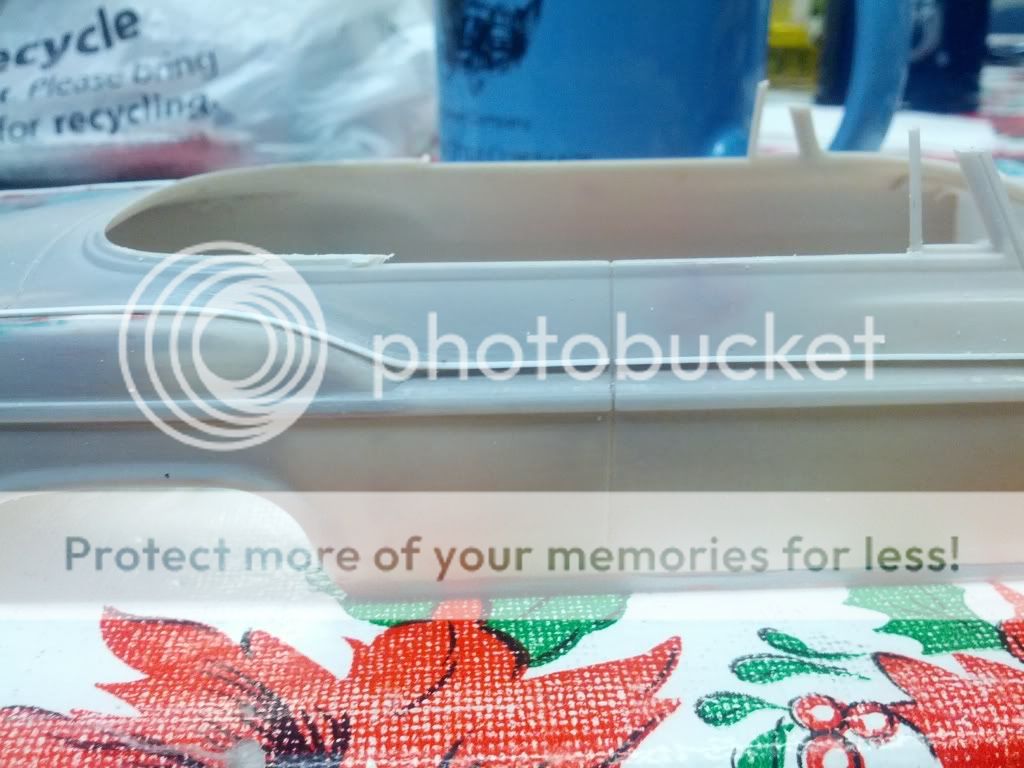 ecycle
Please bring
for recycling.
photobucket
Protect more of your memories for less!